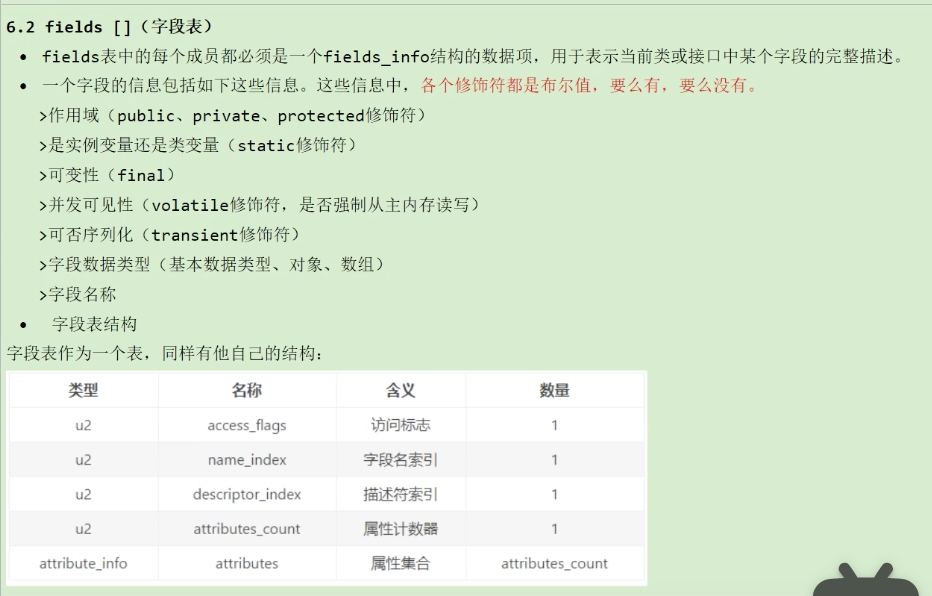 6.2 fields []（字段表）
• fields表中的每个成员都必须是一个fields_info结构的数据项，用于表示当前类或接口中某个字段的完整描述。
• 一个字段的信息包括如下这些信息。这些信息中，各个修饰符都是布尔值，要么有，要么没有。
>作用域（public、private、protected修饰符）
>是实例变量还是类变量（static修饰符）
>可变性（final）
>并发可见性（volatile修饰符，是否强制从主内存读写）
>可否序列化（transient修饰符）
>字段数据类型（基本数据类型、对象、数组）
>字段名称
• 字段表结构
字段表作为一个表，同样有他自己的结构：
类型 名称 含义 数量
u2 access_flags 访问标志 1
u2 name_index 字段名索引 1
u2 descriptor_index 描述符索引 1
u2 attributes_count 属性计数器 1
attribute_info attributes 属性集合 attributes_count